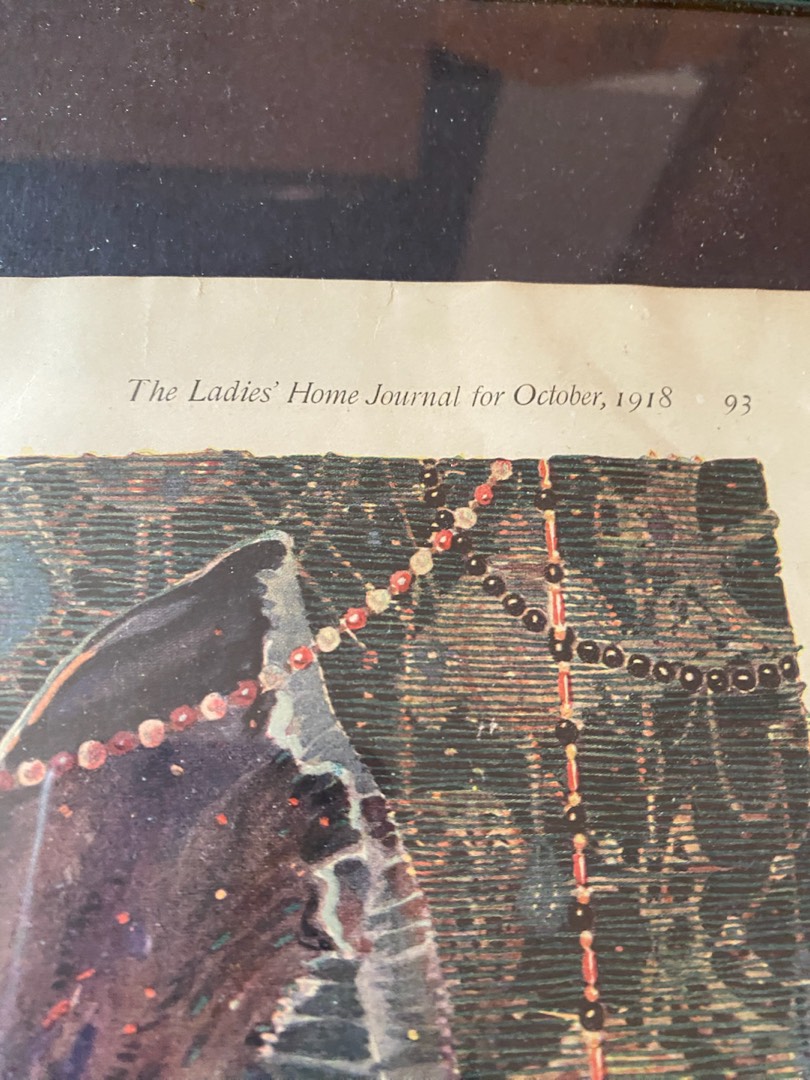 The Ladies' Home Journal for October, 1918 93